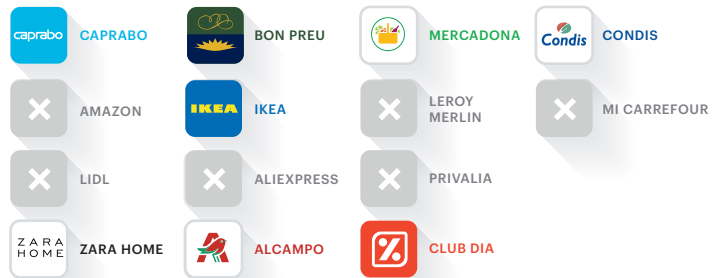 caprabo CAPRABO
BON PREU
MERCADONA
Condis CONDIS
AMAZON
IKEA IKEA
LEROY
MERLIN
MI CARREFOUR
LIDL
ALIEXPRESS
PRIVALIA
ZARA
HOME
ZARA HOME
ALCAMPO
CLUB DIA